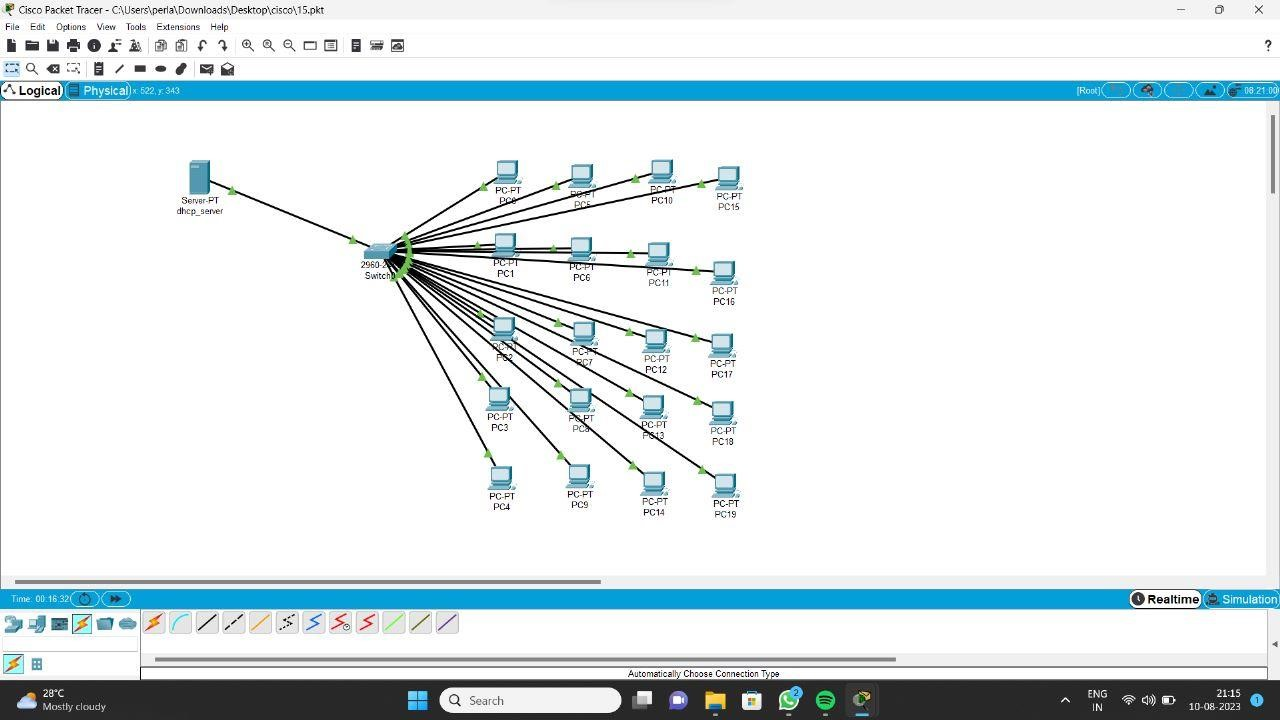 Cisco Packet Tracer - C:\Users\perla\Downloads\Desktop\cisco\15.pkt
File Edit Options View Tools Extensions Help
?
Logical Physical x: 522, y: 343 [Root] 08:21:00
Server-PT
dhcp_server
2960-
Switch
PC-PT
PC0
PC-PT
PC5
PC-PT
PC10
PC-PT
PC15
PC-PT
PC1
PC-PT
PC6
PC-PT
PC11
PC-PT
PC16
PC-PT
PC2
PC-PT
PC7
PC-PT
PC12
PC-PT
PC17
PC-PT
PC3
PC-PT
PC8
PC-PT
PC13
PC-PT
PC18
PC-PT
PC4
PC-PT
PC9
PC-PT
PC14
PC-PT
PC19
Time: 00:16:32 Realtime Simulation
Automatically Choose Connection Type
28°C
Mostly cloudy
Search
2
ENG
IN
21:15
10-08-2023
1